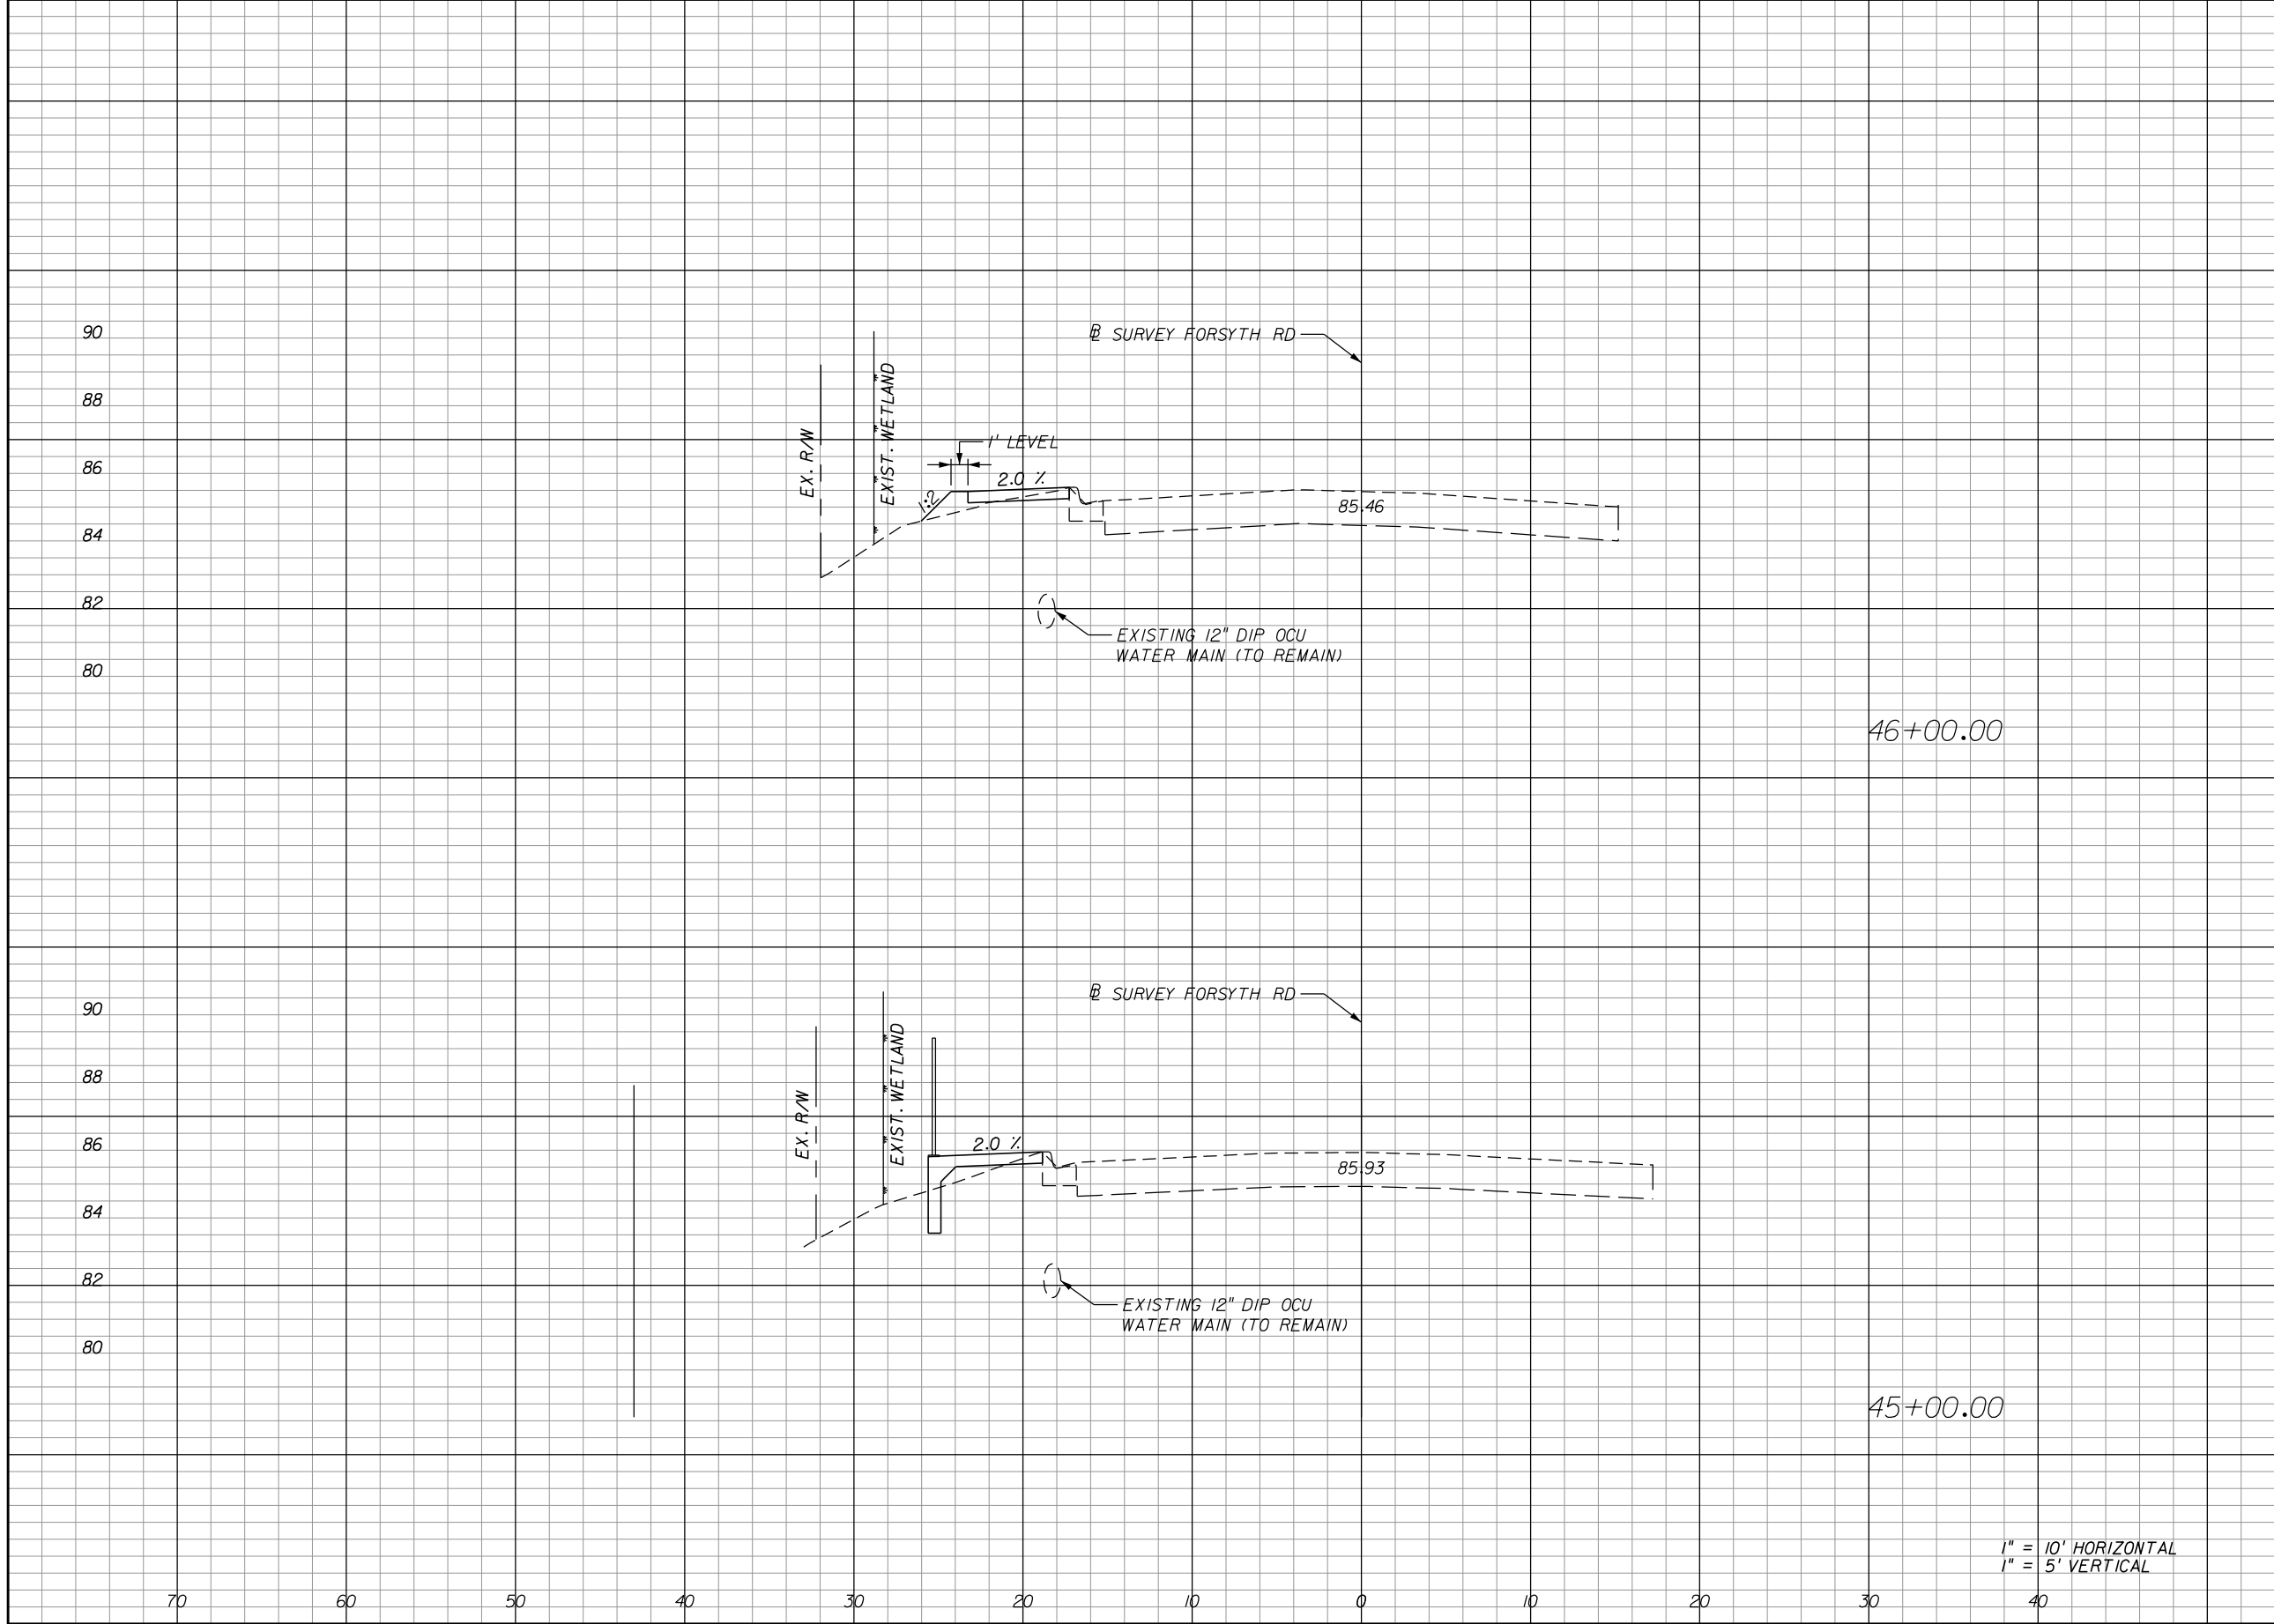 90
88
86
84
82
80
℄ SURVEY FORSYTH RD
EX. R/W
EXIST. WETLAND
1' LEVEL
2.0 %
1:2
85.46
EXISTING 12" DIP OCU
WATER MAIN (TO REMAIN)
46+00.00
90
88
86
84
82
80
℄ SURVEY FORSYTH RD
EX. R/W
EXIST. WETLAND
2.0 %
85.93
EXISTING 12" DIP OCU
WATER MAIN (TO REMAIN)
45+00.00
1" = 10' HORIZONTAL
1" = 5' VERTICAL
70 60 50 40 30 20 10 0 10 20 30 40